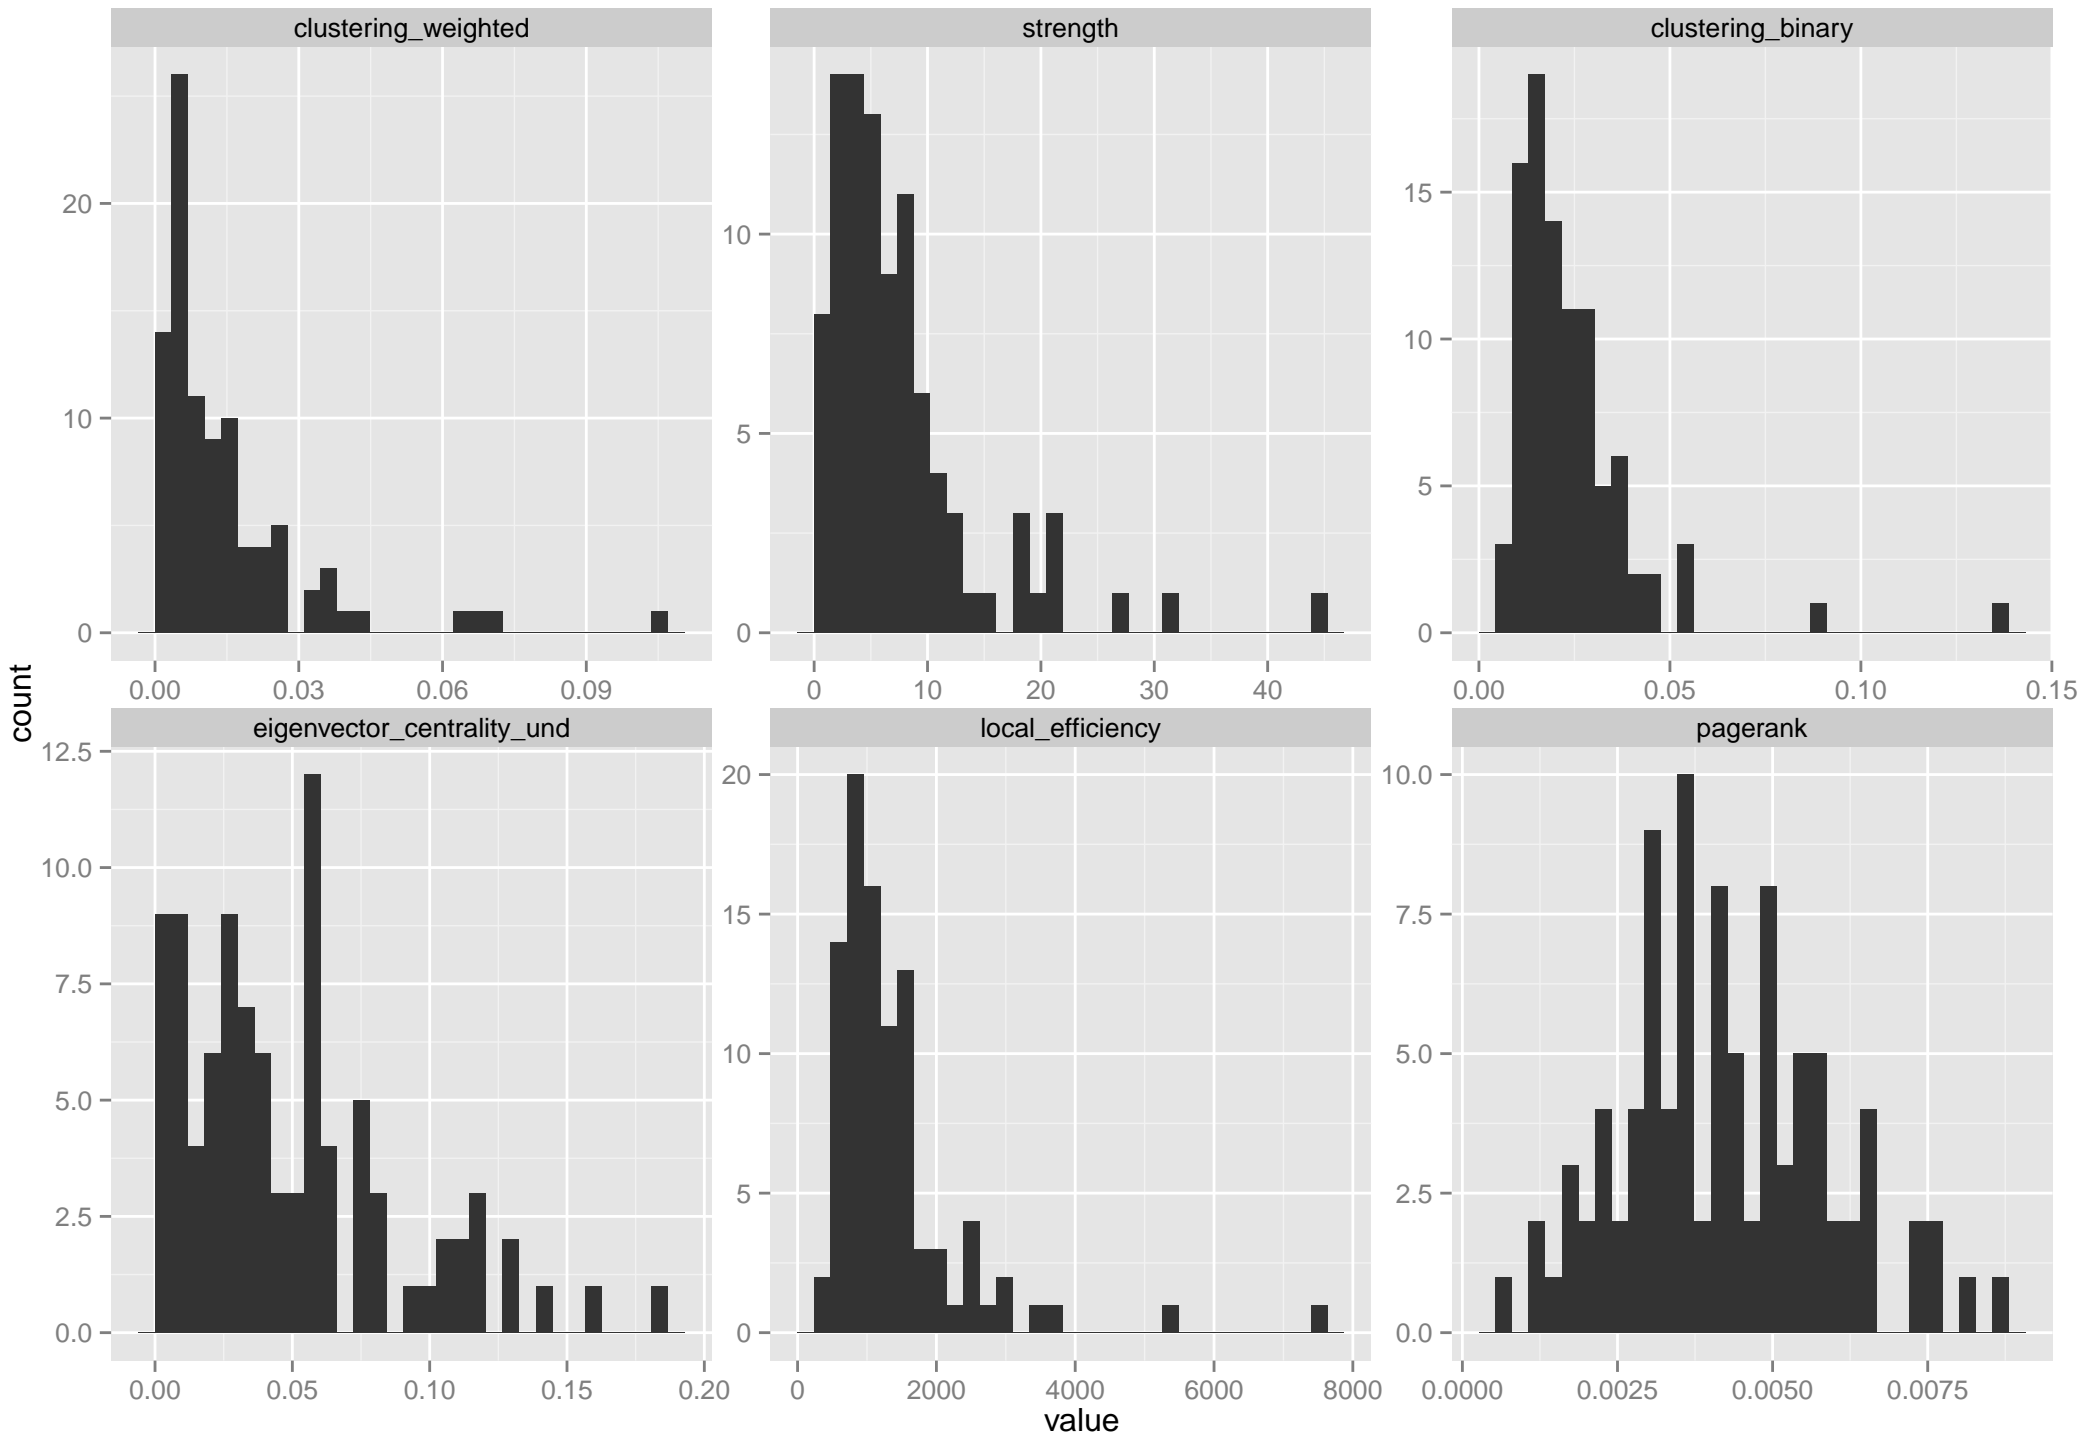 clustering_weighted
strength
clustering_binary
20
10
0
0.00 0.03 0.06 0.09
10
5
0
0 10 20 30 40
15
10
5
0
0.00 0.05 0.10 0.15
count
eigenvector_centrality_und
local_efficiency
pagerank
12.5
10.0
7.5
5.0
2.5
0.0
0.00 0.05 0.10 0.15 0.20
20
15
10
5
0
0 2000 4000 6000 8000
10.0
7.5
5.0
2.5
0.0
0.0000 0.0025 0.0050 0.0075
value